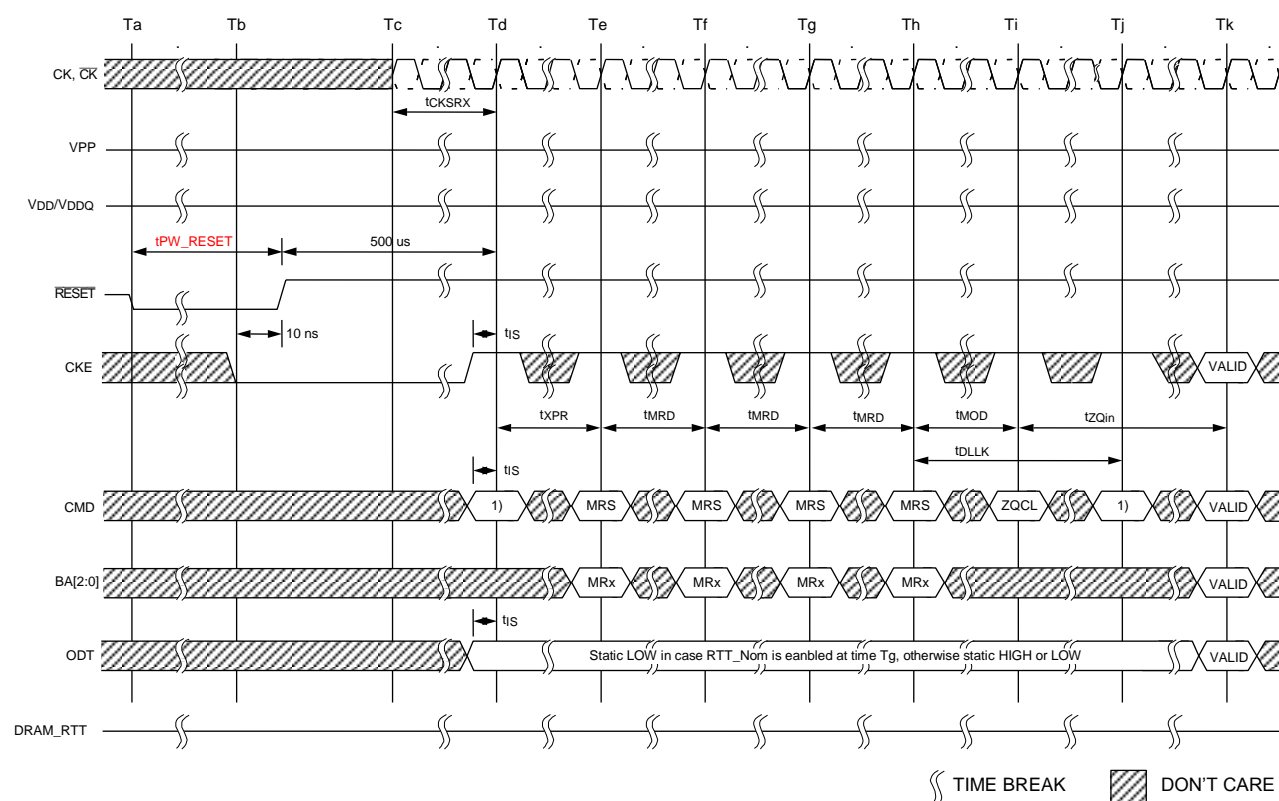 Ta Tb Tc Td Te Tf Tg Th Ti Tj Tk
CK, CK
tCKSRX
VPP
VDD/VDDQ
tPW_RESET 500 us
RESET
10 ns tIS
CKE VALID
tXPR tMRD tMRD tMRD tMOD tZQin
tDLLK
tIS
CMD 1) MRS MRS MRS MRS ZQCL 1) VALID
BA[2:0] MRx MRx MRx MRx VALID
tIS
ODT Static LOW in case RTT_Nom is eanbled at time Tg, otherwise static HIGH or LOW VALID
DRAM_RTT
TIME BREAK DON'T CARE